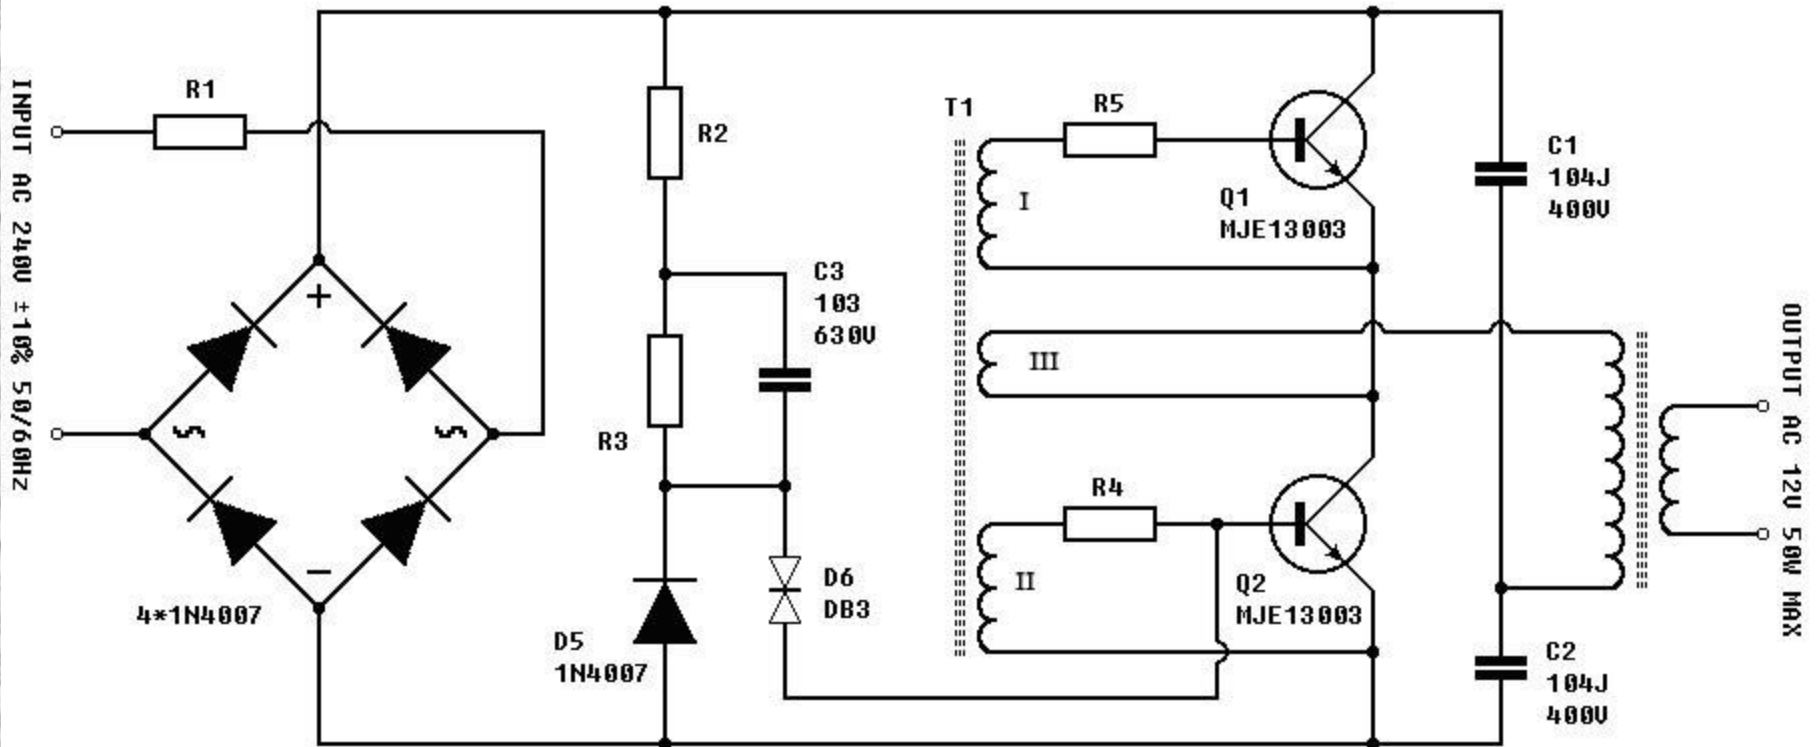 INPUT AC 240V ±10% 50/60Hz
R1
+
−
4*1N4007
R2
R3
C3
103
630V
D5
1N4007
D6
DB3
T1
I
III
II
R5
R4
Q1
MJE13003
Q2
MJE13003
C1
104J
400V
C2
104J
400V
OUTPUT AC 12V 50W MAX